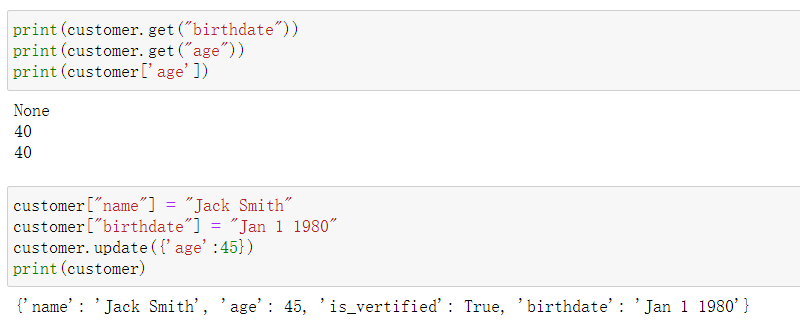 print(customer.get("birthdate"))
print(customer.get("age"))
print(customer['age'])
None
40
40
customer["name"] = "Jack Smith"
customer["birthdate"] = "Jan 1 1980"
customer.update({'age':45})
print(customer)
{'name': 'Jack Smith', 'age': 45, 'is_vertified': True, 'birthdate': 'Jan 1 1980'}